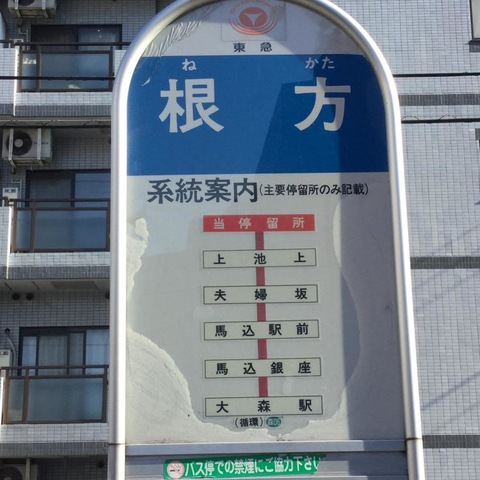 東急
ね かた
根方
系統案内(主要停留所のみ記載)
当停留所
上池上
夫婦坂
馬込駅前
馬込銀座
大森駅
(循環)
バス停での禁煙にご協力下さい